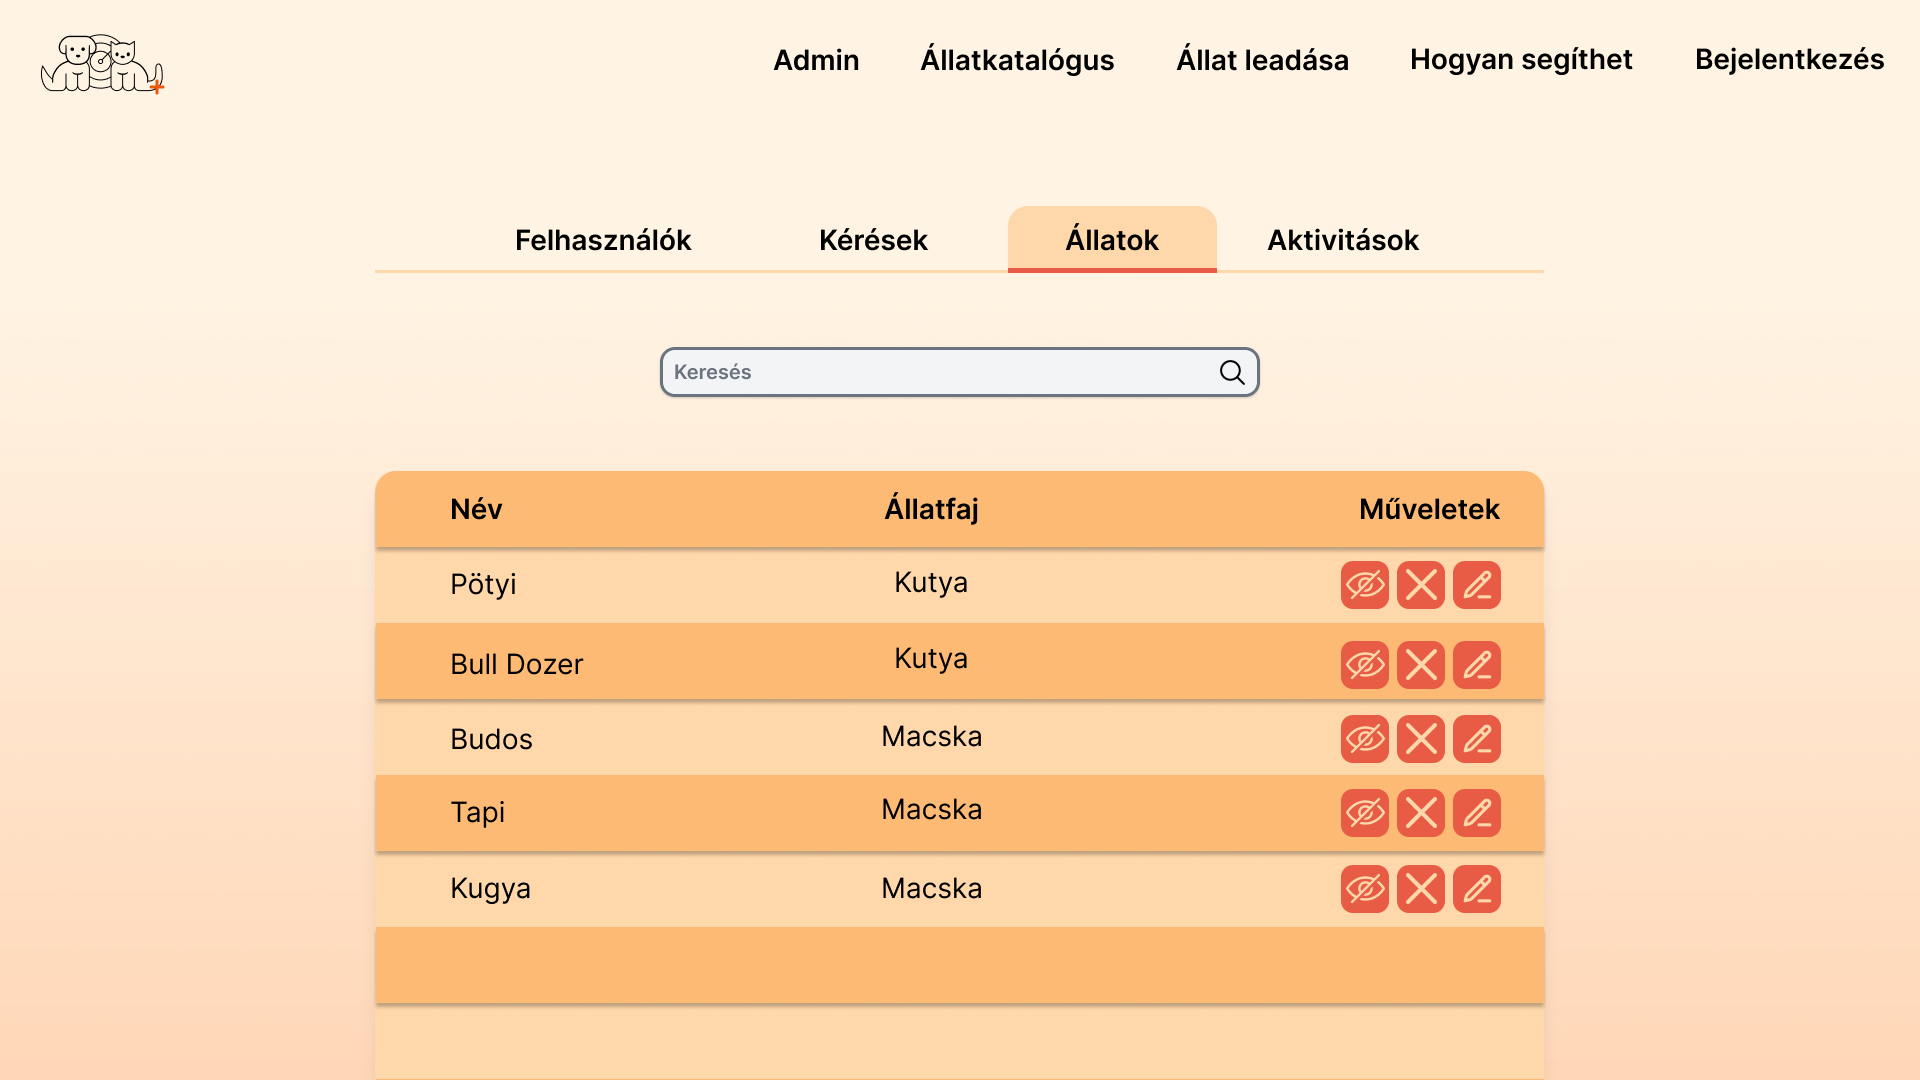 Admin Állatkatalógus Állat leadása Hogyan segíthet Bejelentkezés
Felhasználók Kérések Állatok Aktivitások
Keresés
Név Állatfaj Műveletek
Pötyi Kutya
Bull Dozer Kutya
Budos Macska
Tapi Macska
Kugya Macska